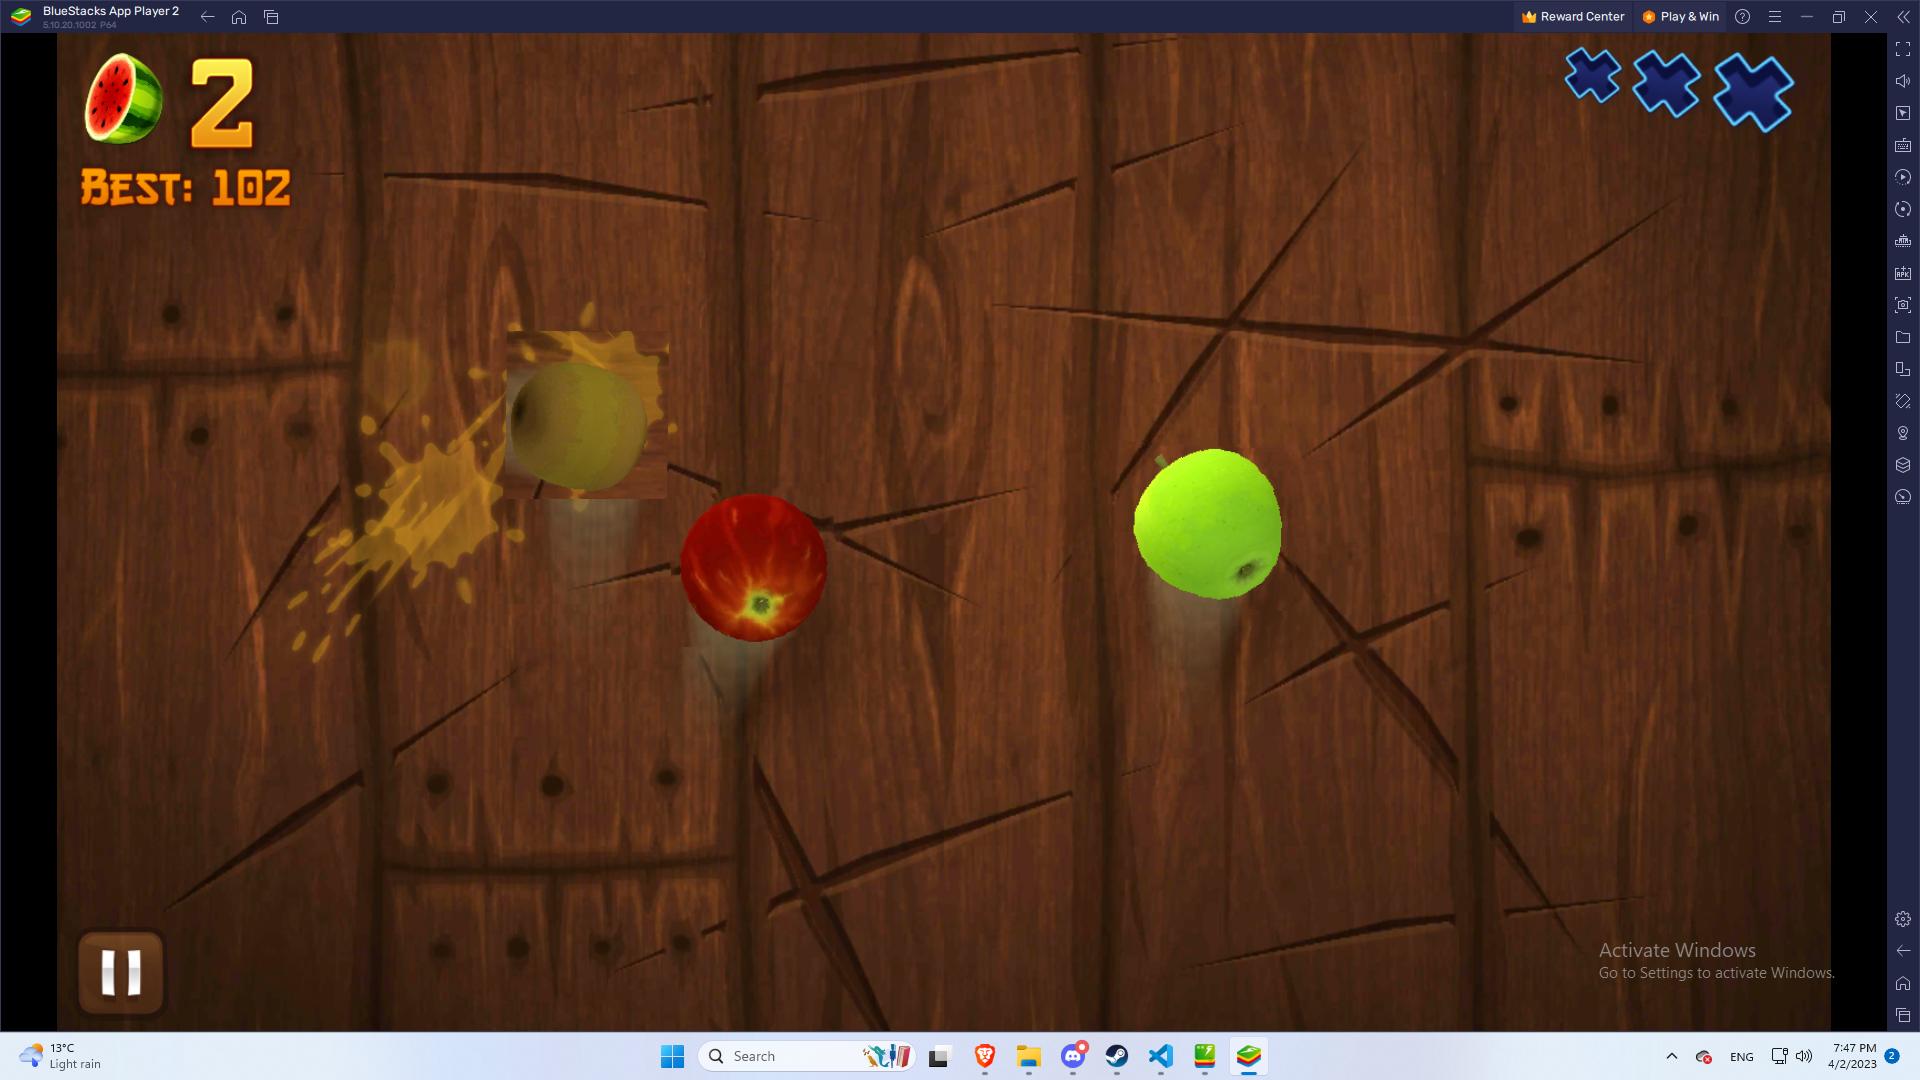 BlueStacks App Player 2
5.10.20.1002 P64
Reward Center
Play & Win
2
BEST: 102
Activate Windows
Go to Settings to activate Windows.
13°C
Light rain
Search
ENG
7:47 PM
4/2/2023
2